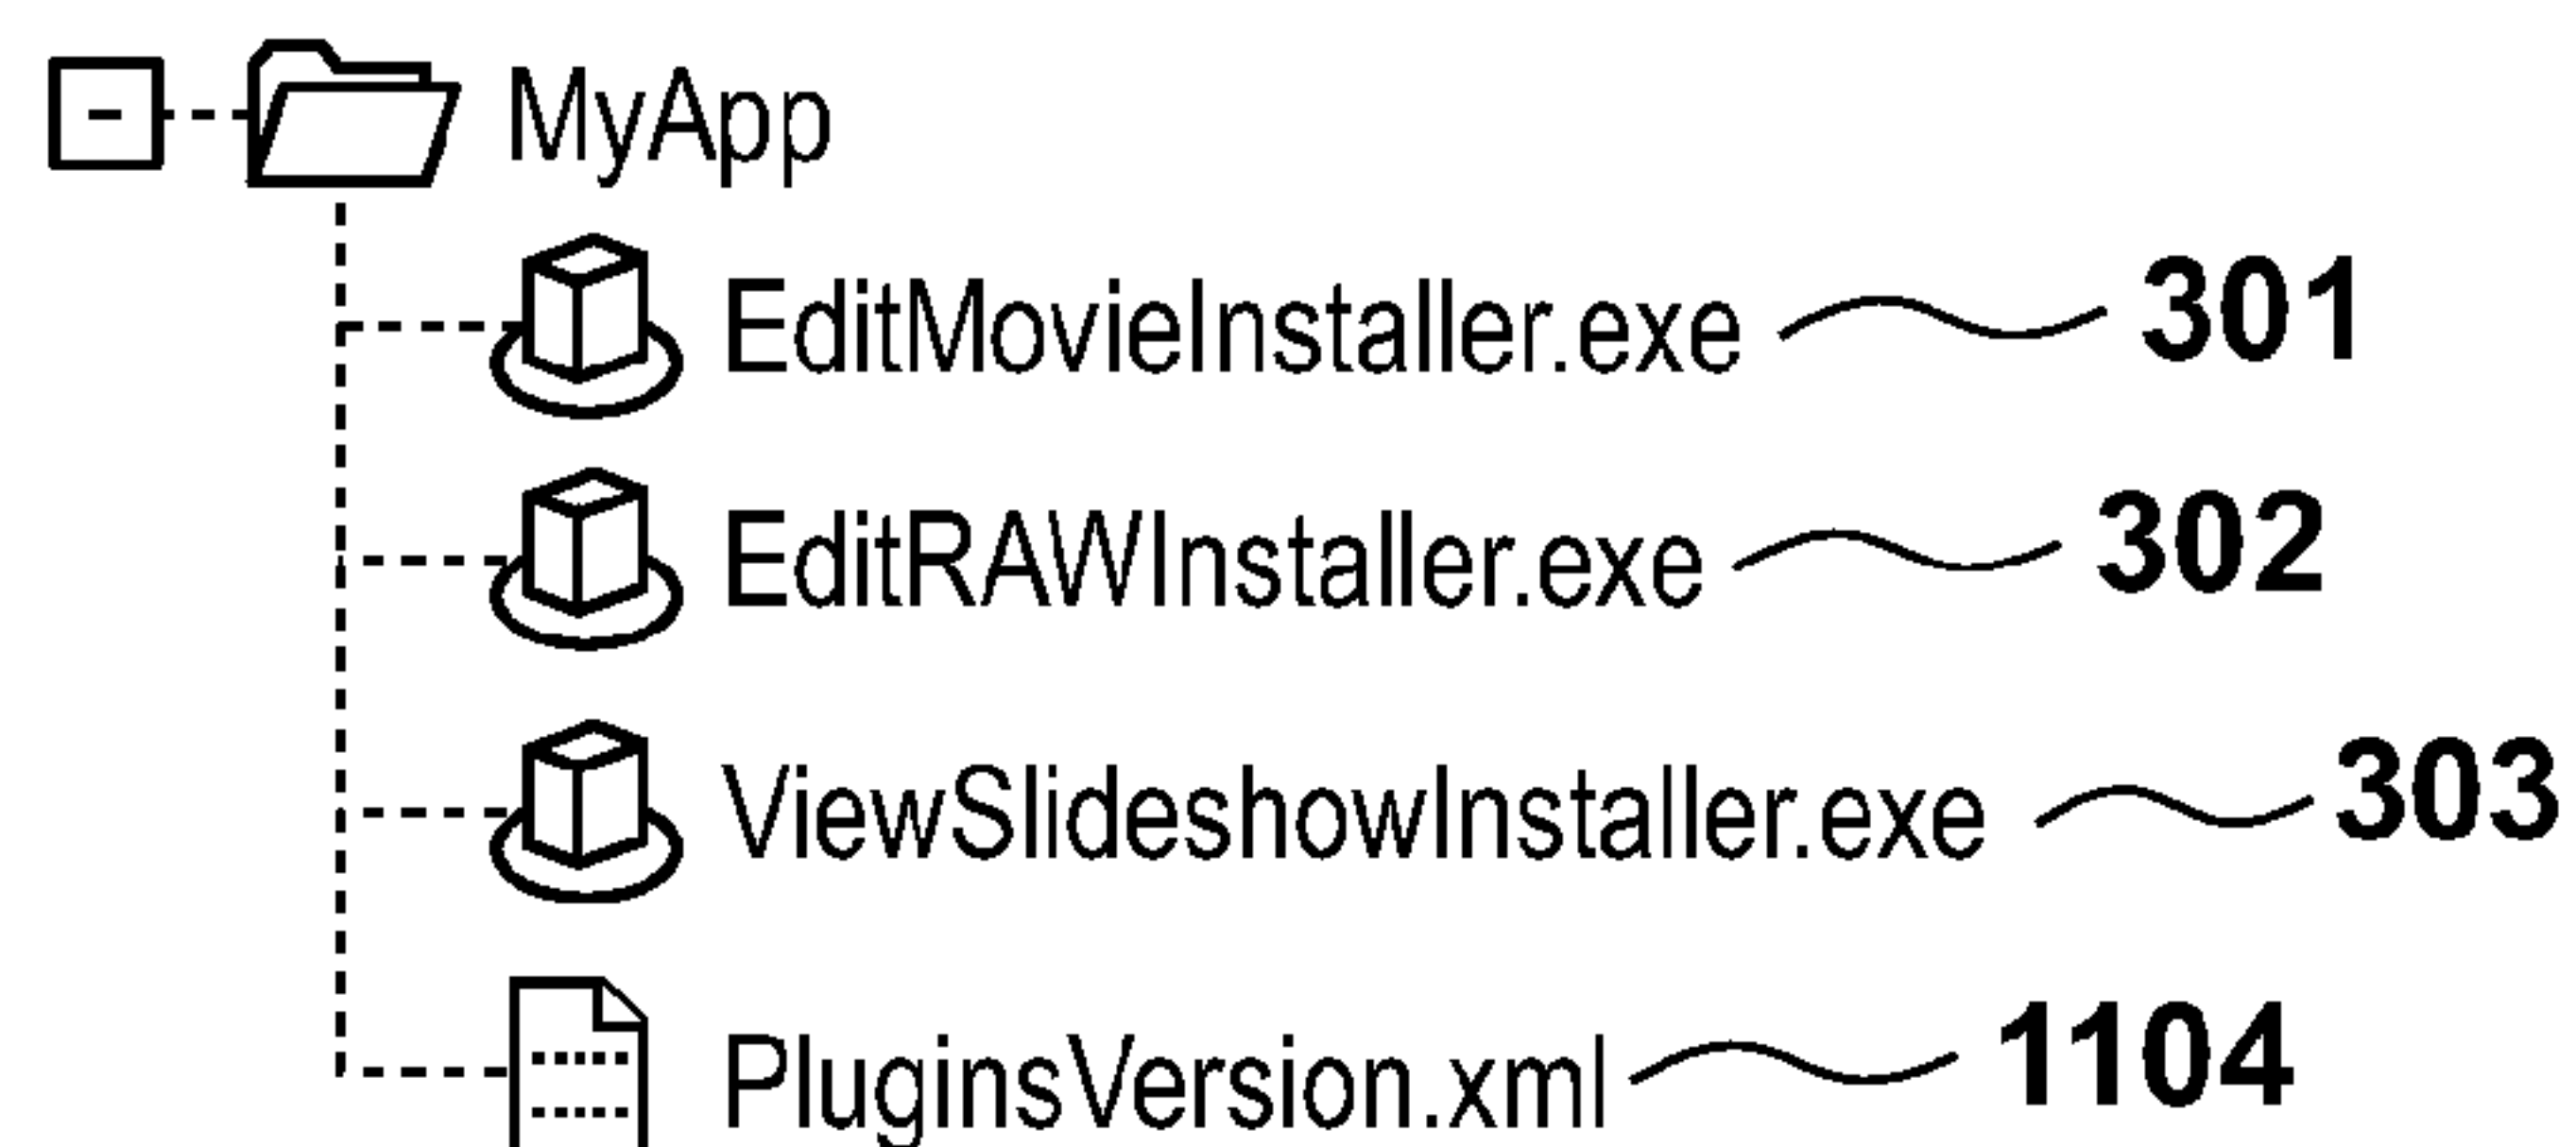 MyApp
EditMovieInstaller.exe 301
EditRAWInstaller.exe 302
ViewSlideshowInstaller.exe 303
PluginsVersion.xml 1104